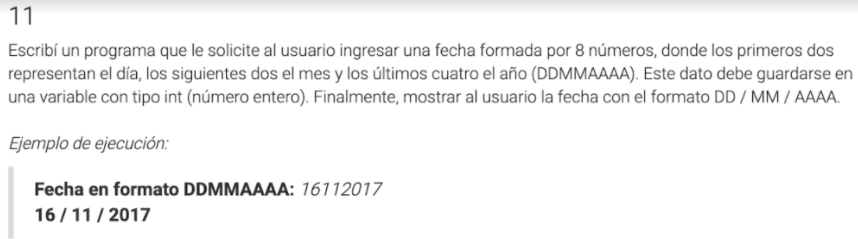 11
Escribí un programa que le solicite al usuario ingresar una fecha formada por 8 números, donde los primeros dos
representan el día, los siguientes dos el mes y los últimos cuatro el año (DDMMAAAA). Este dato debe guardarse en
una variable con tipo int (número entero). Finalmente, mostrar al usuario la fecha con el formato DD / MM / AAAA.
Ejemplo de ejecución:
Fecha en formato DDMMAAAA: 16112017
16 / 11 / 2017